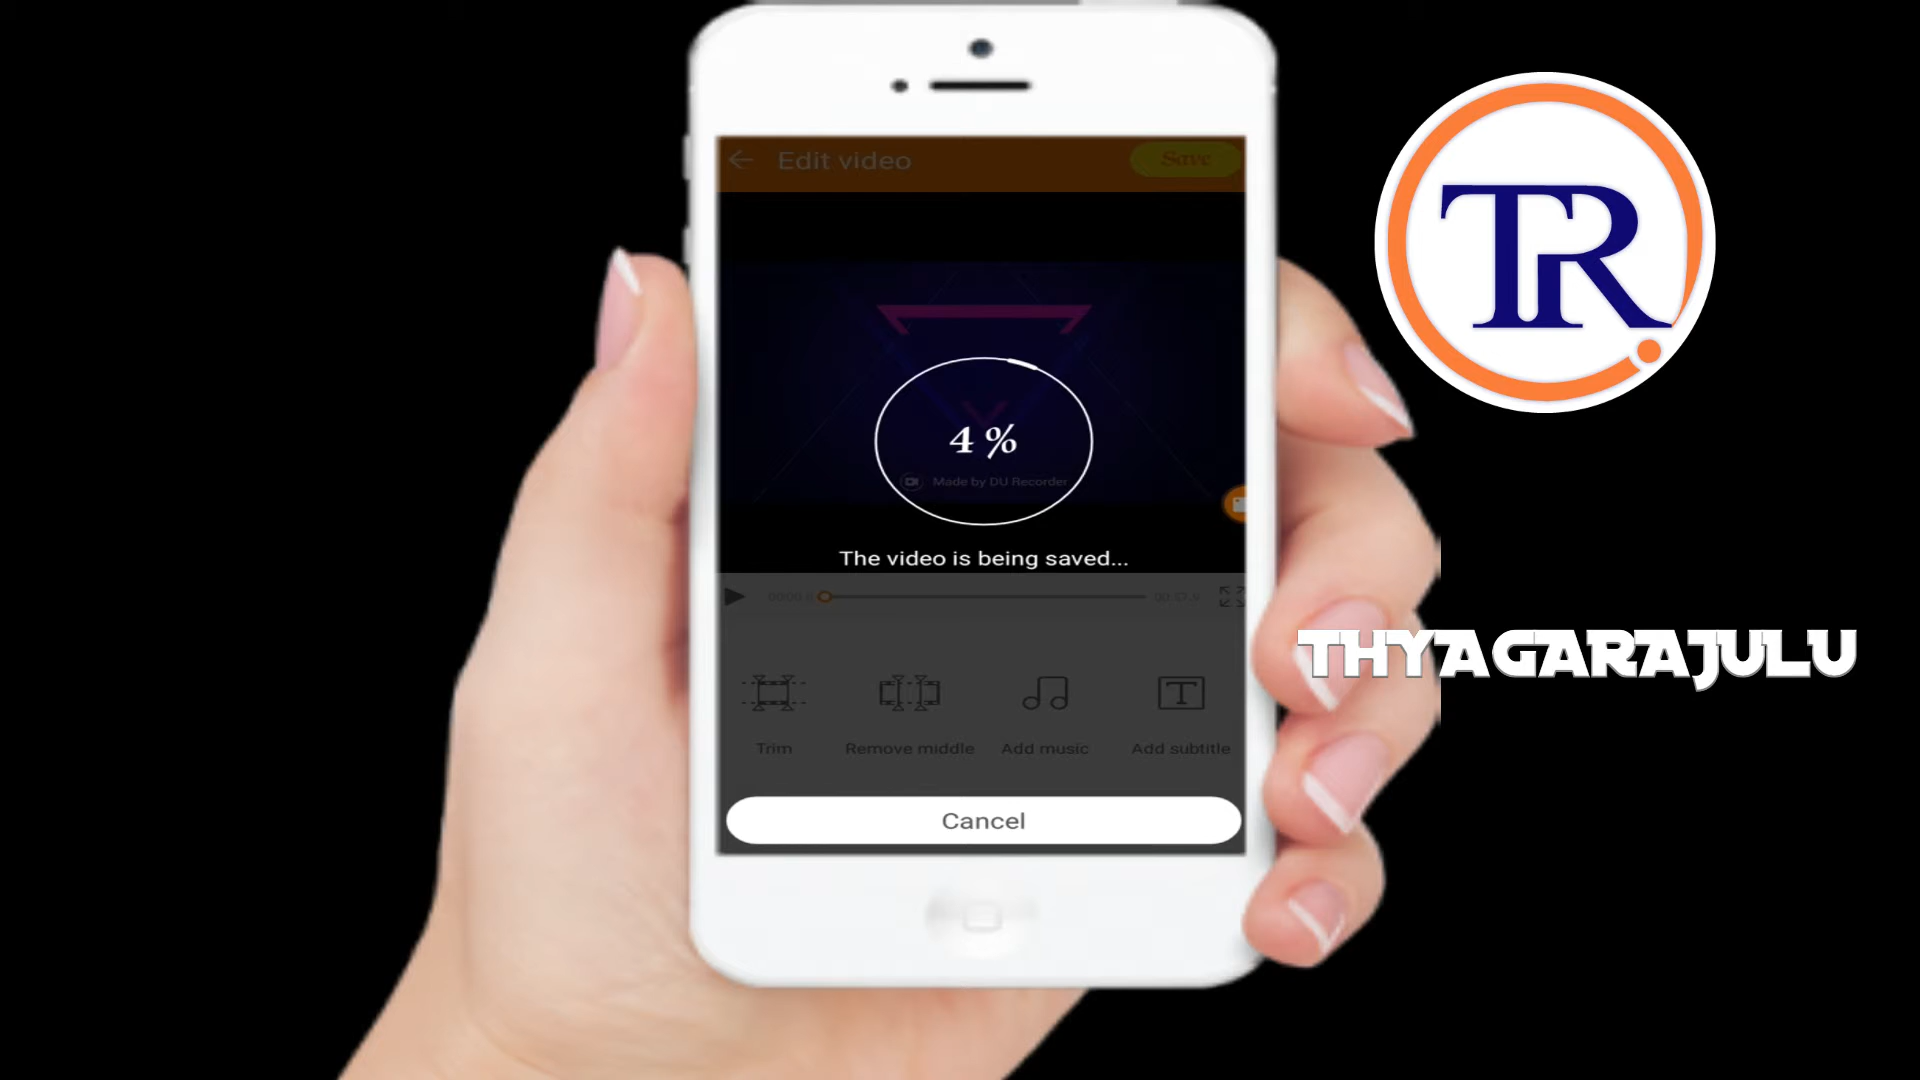 Edit video
Save
TR
4 %
Made by DU Recorder
The video is being saved...
THYAGARAJULU
Trim
Remove middle
Add music
Add subtitle
Cancel